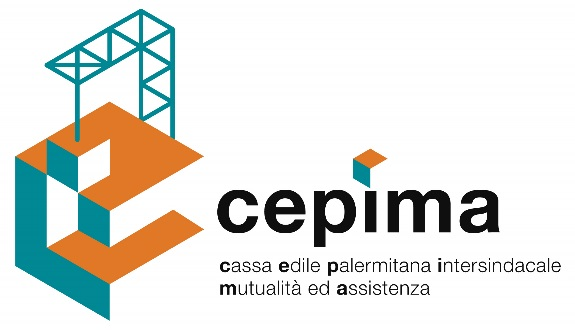 cepima
cassa edile palermitana intersindacale
mutualità ed assistenza